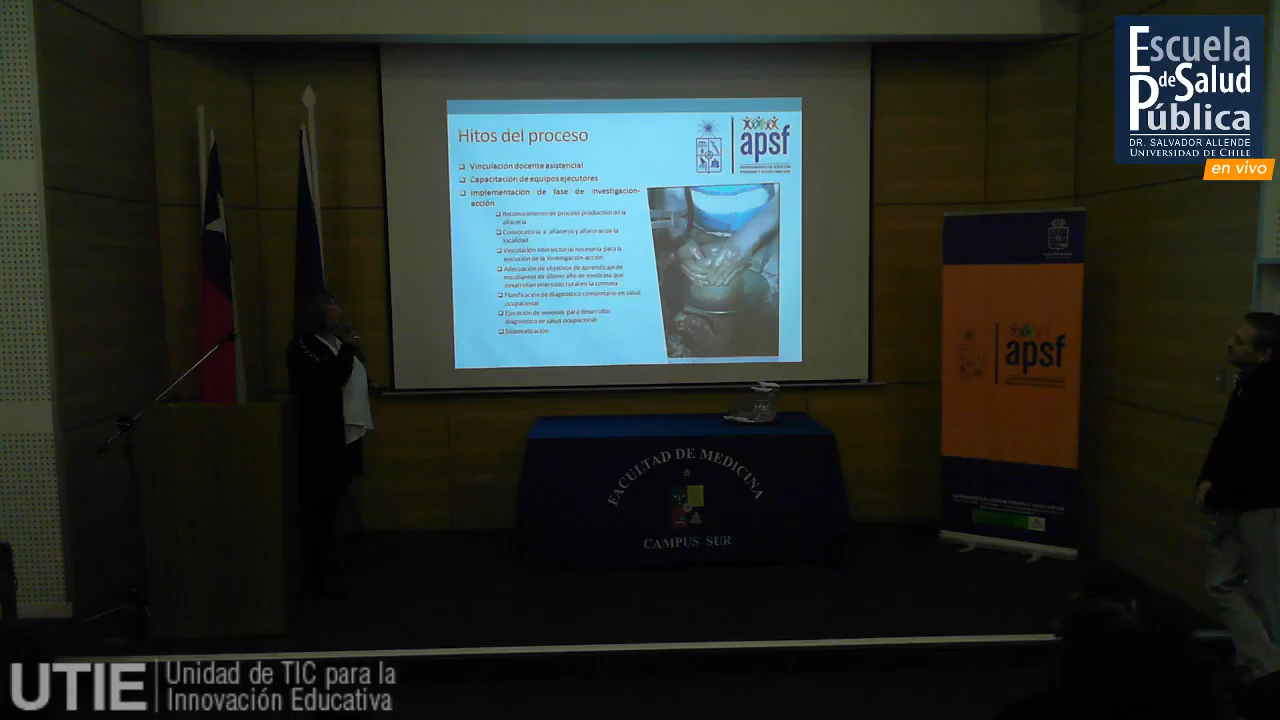 Escuela
de Salud
Pública
DR. SALVADOR ALLENDE
UNIVERSIDAD DE CHILE
en vivo
Hitos del proceso
apsf
Vinculación docente asistencial
Capacitación de equipos ejecutores
Implementación de fase de investigación-
acción
Reconocimiento de proceso productivo de la
alfarería
Convocatoria a alfareros y alfareras de la
localidad
Vinculación intersectorial necesaria para la
ejecución de la investigación-acción
Adecuación de objetivos de aprendizaje de
estudiantes de último año de medicina que
desarrollan internado rural en la comuna
Planificación de diagnóstico comunitario en salud
ocupacional
Ejecución de sesiones para desarrollar
diagnóstico de salud ocupacional
Sistematización
apsf
FACULTAD DE MEDICINA
CAMPUS SUR
UTIE
Unidad de TIC para la
Innovación Educativa